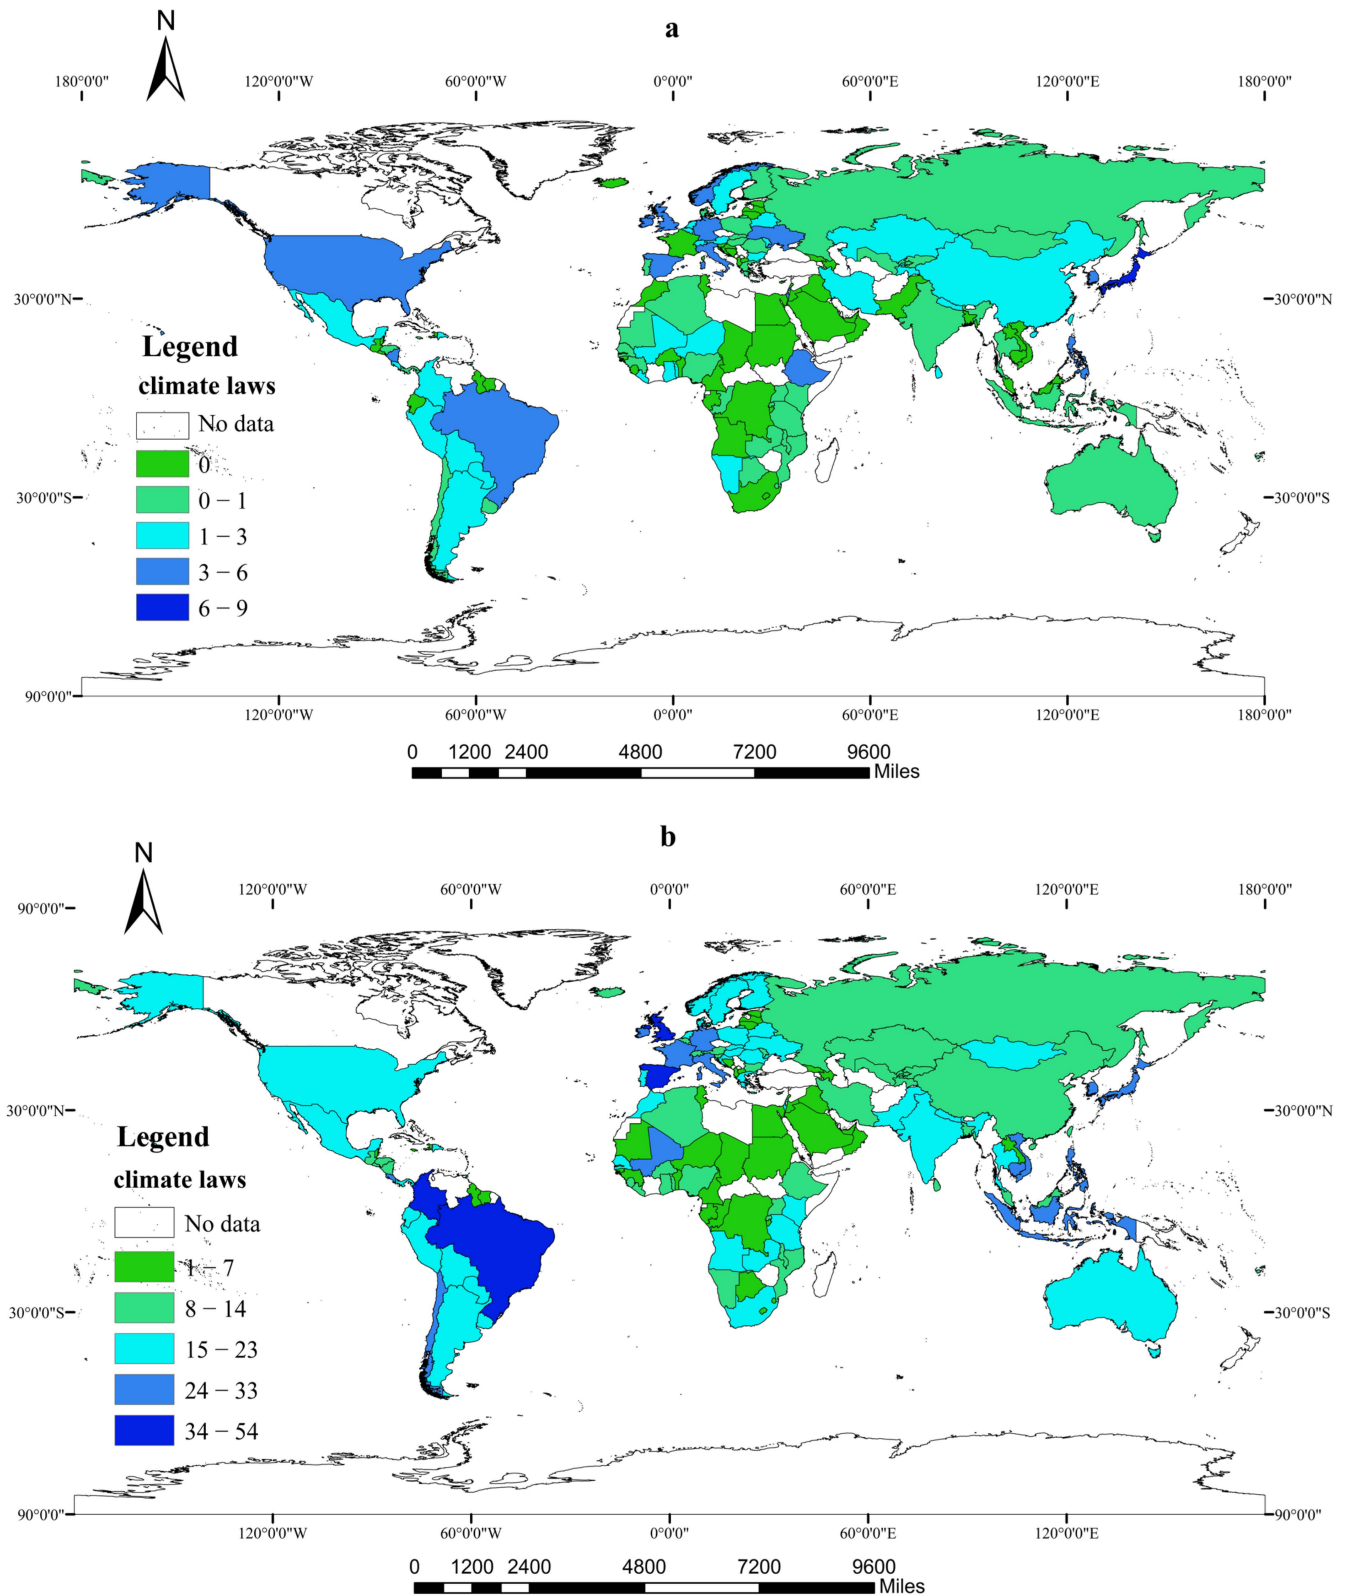 a
N
180°0'0" 120°0'0"W 60°0'0"W 0°0'0" 60°0'0"E 120°0'0"E 180°0'0"
30°0'0"N 30°0'0"N
Legend
climate laws
No data
0
30°0'0"S 0 – 1 30°0'0"S
1 – 3
3 – 6
6 – 9
90°0'0" 90°0'0"
120°0'0"W 60°0'0"W 0°0'0" 60°0'0"E 120°0'0"E 180°0'0"
0 1200 2400 4800 7200 9600
Miles
b
N
120°0'0"W 60°0'0"W 0°0'0" 60°0'0"E 120°0'0"E 180°0'0"
90°0'0"
30°0'0"N 30°0'0"N
Legend
climate laws
No data
1 – 7
30°0'0"S 8 – 14 30°0'0"S
15 – 23
24 – 33
34 – 54
90°0'0" 90°0'0"
120°0'0"W 60°0'0"W 0°0'0" 60°0'0"E 120°0'0"E
0 1200 2400 4800 7200 9600
Miles